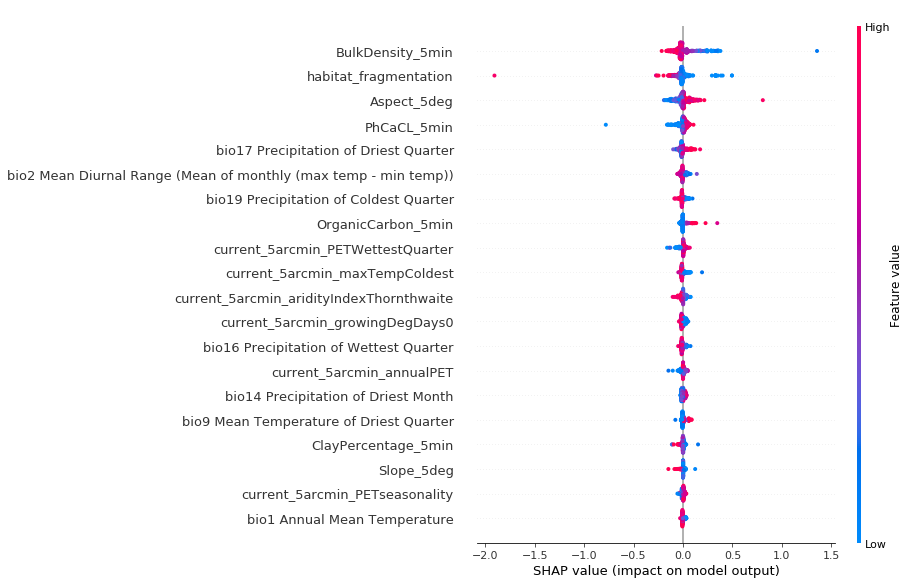 High
BulkDensity_5min
habitat_fragmentation
Aspect_5deg
PhCaCL_5min
bio17 Precipitation of Driest Quarter
bio2 Mean Diurnal Range (Mean of monthly (max temp - min temp))
bio19 Precipitation of Coldest Quarter
OrganicCarbon_5min
current_5arcmin_PETWettestQuarter
current_5arcmin_maxTempColdest
current_5arcmin_aridityIndexThornthwaite
current_5arcmin_growingDegDays0
bio16 Precipitation of Wettest Quarter
current_5arcmin_annualPET
bio14 Precipitation of Driest Month
bio9 Mean Temperature of Driest Quarter
ClayPercentage_5min
Slope_5deg
current_5arcmin_PETseasonality
bio1 Annual Mean Temperature
Feature value
Low
−2.0 −1.5 −1.0 −0.5 0.0 0.5 1.0 1.5
SHAP value (impact on model output)